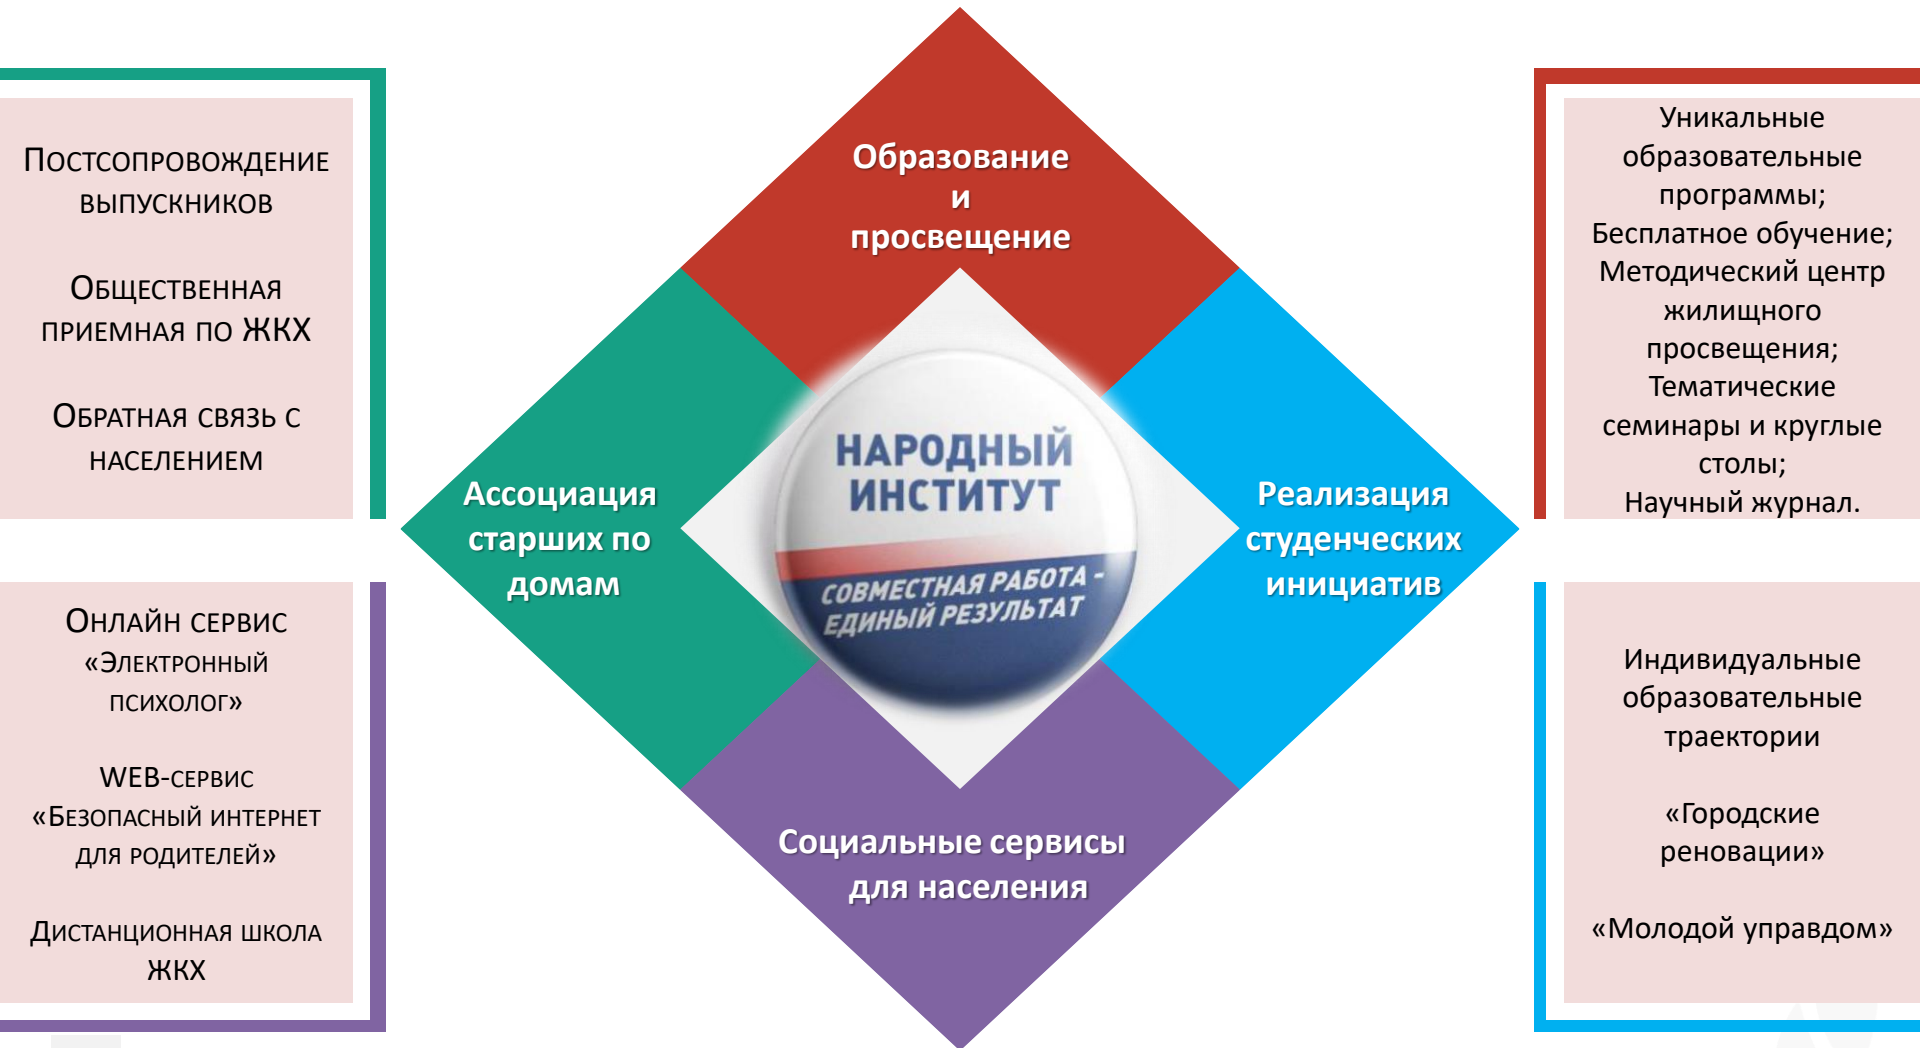 Постсопровождение
выпускников
Общественная
приемная по ЖКХ
Обратная связь с
населением
Онлайн сервис
«Электронный
психолог»
WEB-сервис
«Безопасный интернет
для родителей»
Дистанционная школа
ЖКХ
Образование
и
просвещение
Ассоциация
старших по
домам
НАРОДНЫЙ
ИНСТИТУТ
СОВМЕСТНАЯ РАБОТА -
ЕДИНЫЙ РЕЗУЛЬТАТ
Реализация
студенческих
инициатив
Социальные сервисы
для населения
Уникальные
образовательные
программы;
Бесплатное обучение;
Методический центр
жилищного
просвещения;
Тематические
семинары и круглые
столы;
Научный журнал.
Индивидуальные
образовательные
траектории
«Городские
реновации»
«Молодой управдом»